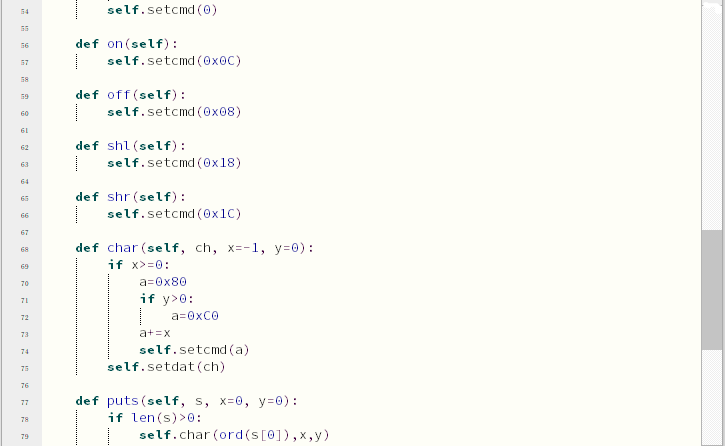 54 self.setcmd(0)
55
56 def on(self):
57 self.setcmd(0x0C)
58
59 def off(self):
60 self.setcmd(0x08)
61
62 def shl(self):
63 self.setcmd(0x18)
64
65 def shr(self):
66 self.setcmd(0x1C)
67
68 def char(self, ch, x=-1, y=0):
69 if x>=0:
70 a=0x80
71 if y>0:
72 a=0xC0
73 a+=x
74 self.setcmd(a)
75 self.setdat(ch)
76
77 def puts(self, s, x=0, y=0):
78 if len(s)>0:
79 self.char(ord(s[0]),x,y)